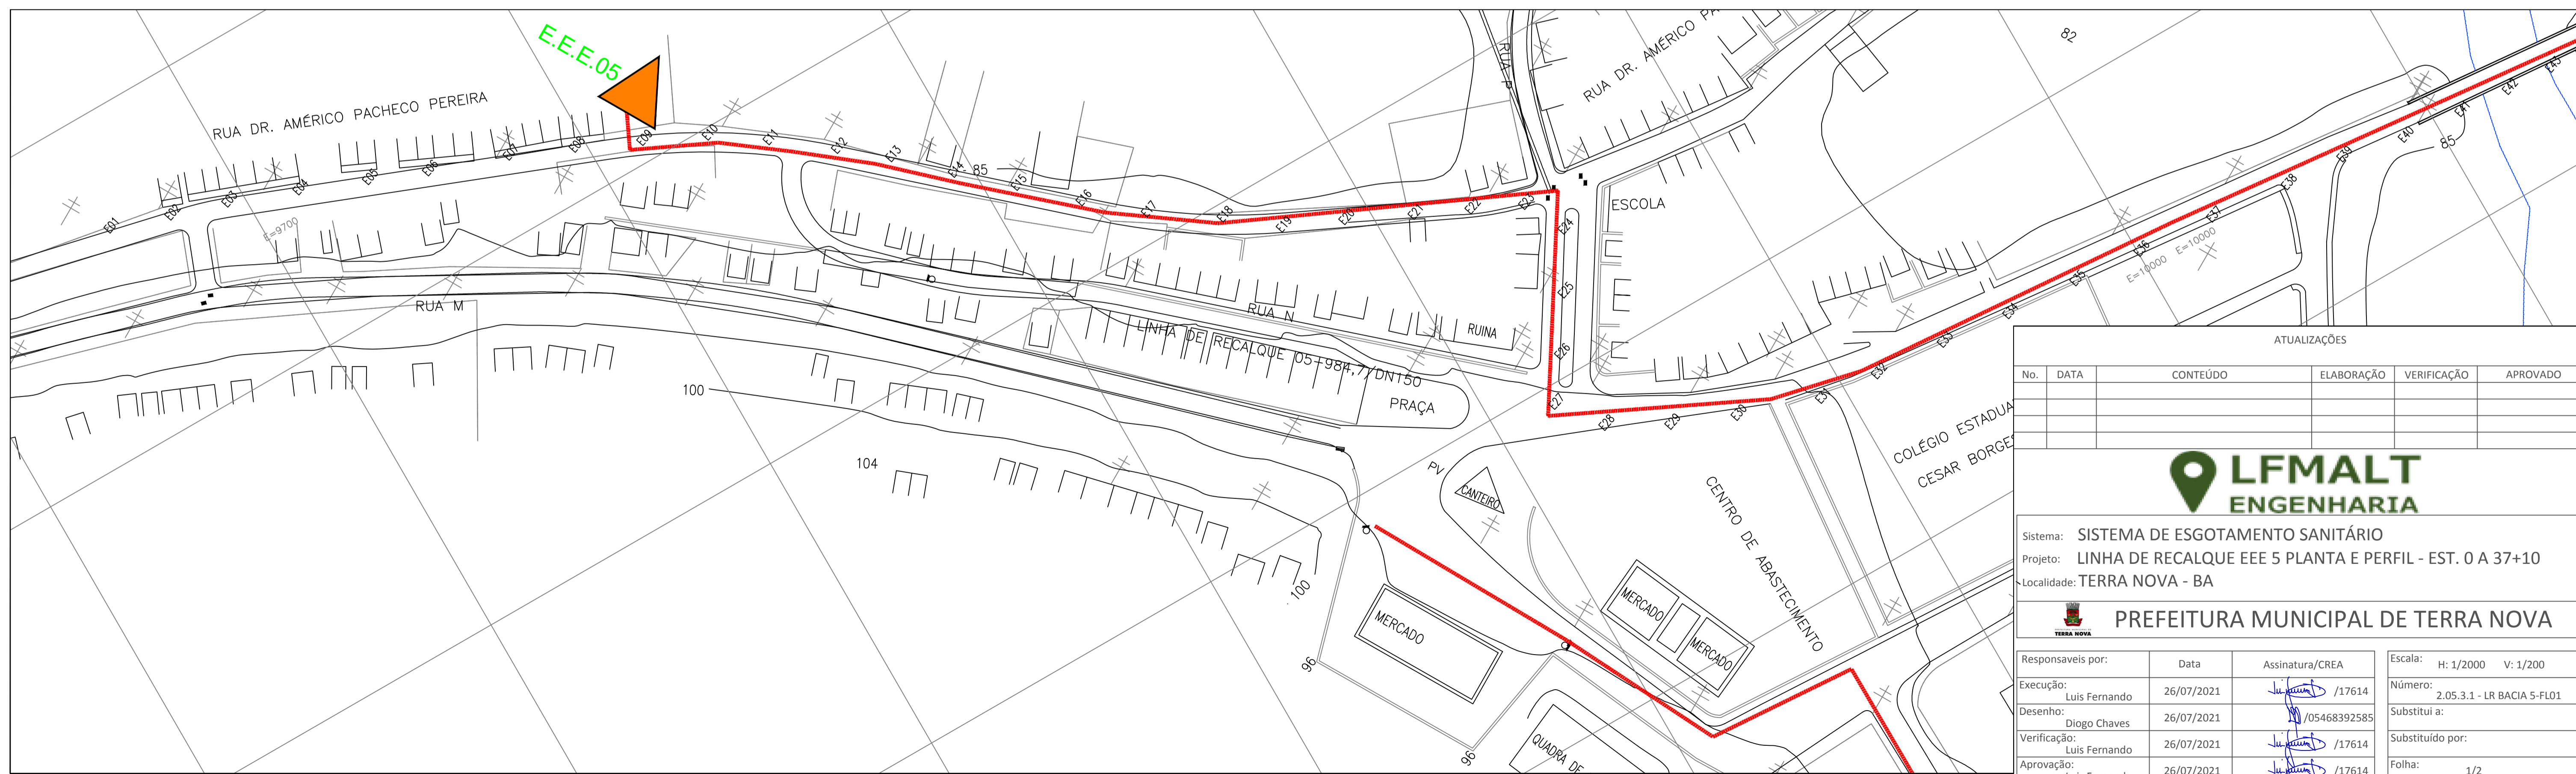 E.E.E.05
RUA DR. AMÉRICO PACHECO PEREIRA
RUA P
RUA DR. AMÉRICO PA
82
E01
E02
E03
E04
E05
E06
E07
E08
E09
E10
E11
E12
E13
E14
85
E15
E16
E17
E18
E19
E20
E21
E22
E23
E24
E25
E26
E27
E28
E29
E30
E31
E32
E33
E34
E35
E36
E37
E38
E39
E40
E41
E42
E43
85
ESCOLA
E=9700
E=10000
E=10000
RUA M
RUA N
RUINA
LINHA DE RECALQUE 05-984,7/DN150
PRAÇA
100
104
100
96
96
PV
CANTEIRO
MERCADO
MERCADO
MERCADO
CENTRO DE ABASTECIMENTO
COLÉGIO ESTADUA
CESAR BORGES
QUADRA DE
ATUALIZAÇÕES
No. DATA CONTEÚDO ELABORAÇÃO VERIFICAÇÃO APROVADO
LFMALT
ENGENHARIA
Sistema: SISTEMA DE ESGOTAMENTO SANITÁRIO
Projeto: LINHA DE RECALQUE EEE 5 PLANTA E PERFIL - EST. 0 A 37+10
Localidade: TERRA NOVA - BA
TERRA NOVA
PREFEITURA MUNICIPAL DE TERRA NOVA
Responsaveis por: Data Assinatura/CREA
Execução: Luis Fernando 26/07/2021 /17614
Desenho: Diogo Chaves 26/07/2021 /05468392585
Verificação: Luis Fernando 26/07/2021 /17614
Aprovação: 26/07/2021 /17614
Escala: H: 1/2000 V: 1/200
Número: 2.05.3.1 - LR BACIA 5-FL01
Substitui a:
Substituído por:
Folha: 1/2